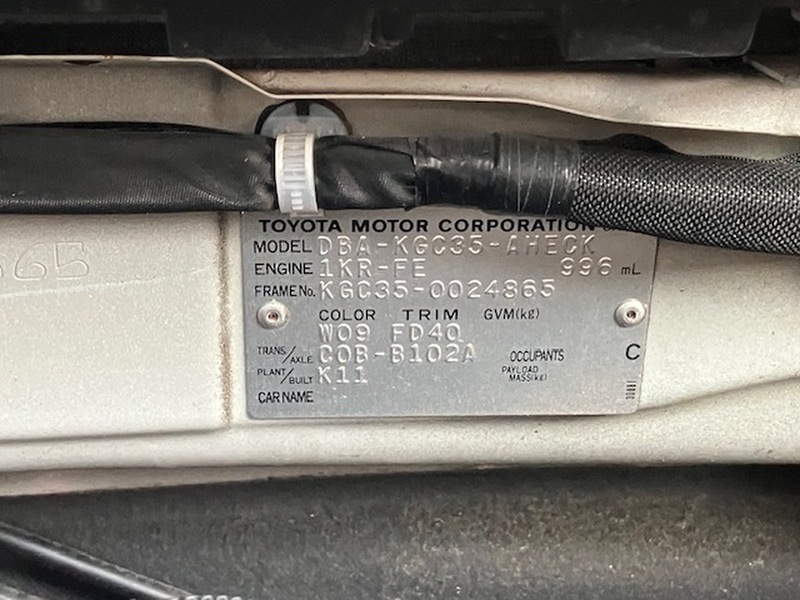 TOYOTA MOTOR CORPORATION
MODEL DBA-KGC35-AHECK
ENGINE 1KR-FE 996 mL
FRAME No. KGC35-0024865
COLOR TRIM GVM(kg)
W09 FD40
TRANS./AXLE C0B-B102A OCCUPANTS C
PLANT/BUILT K11 PAYLOAD MASS(kg)
CAR NAME